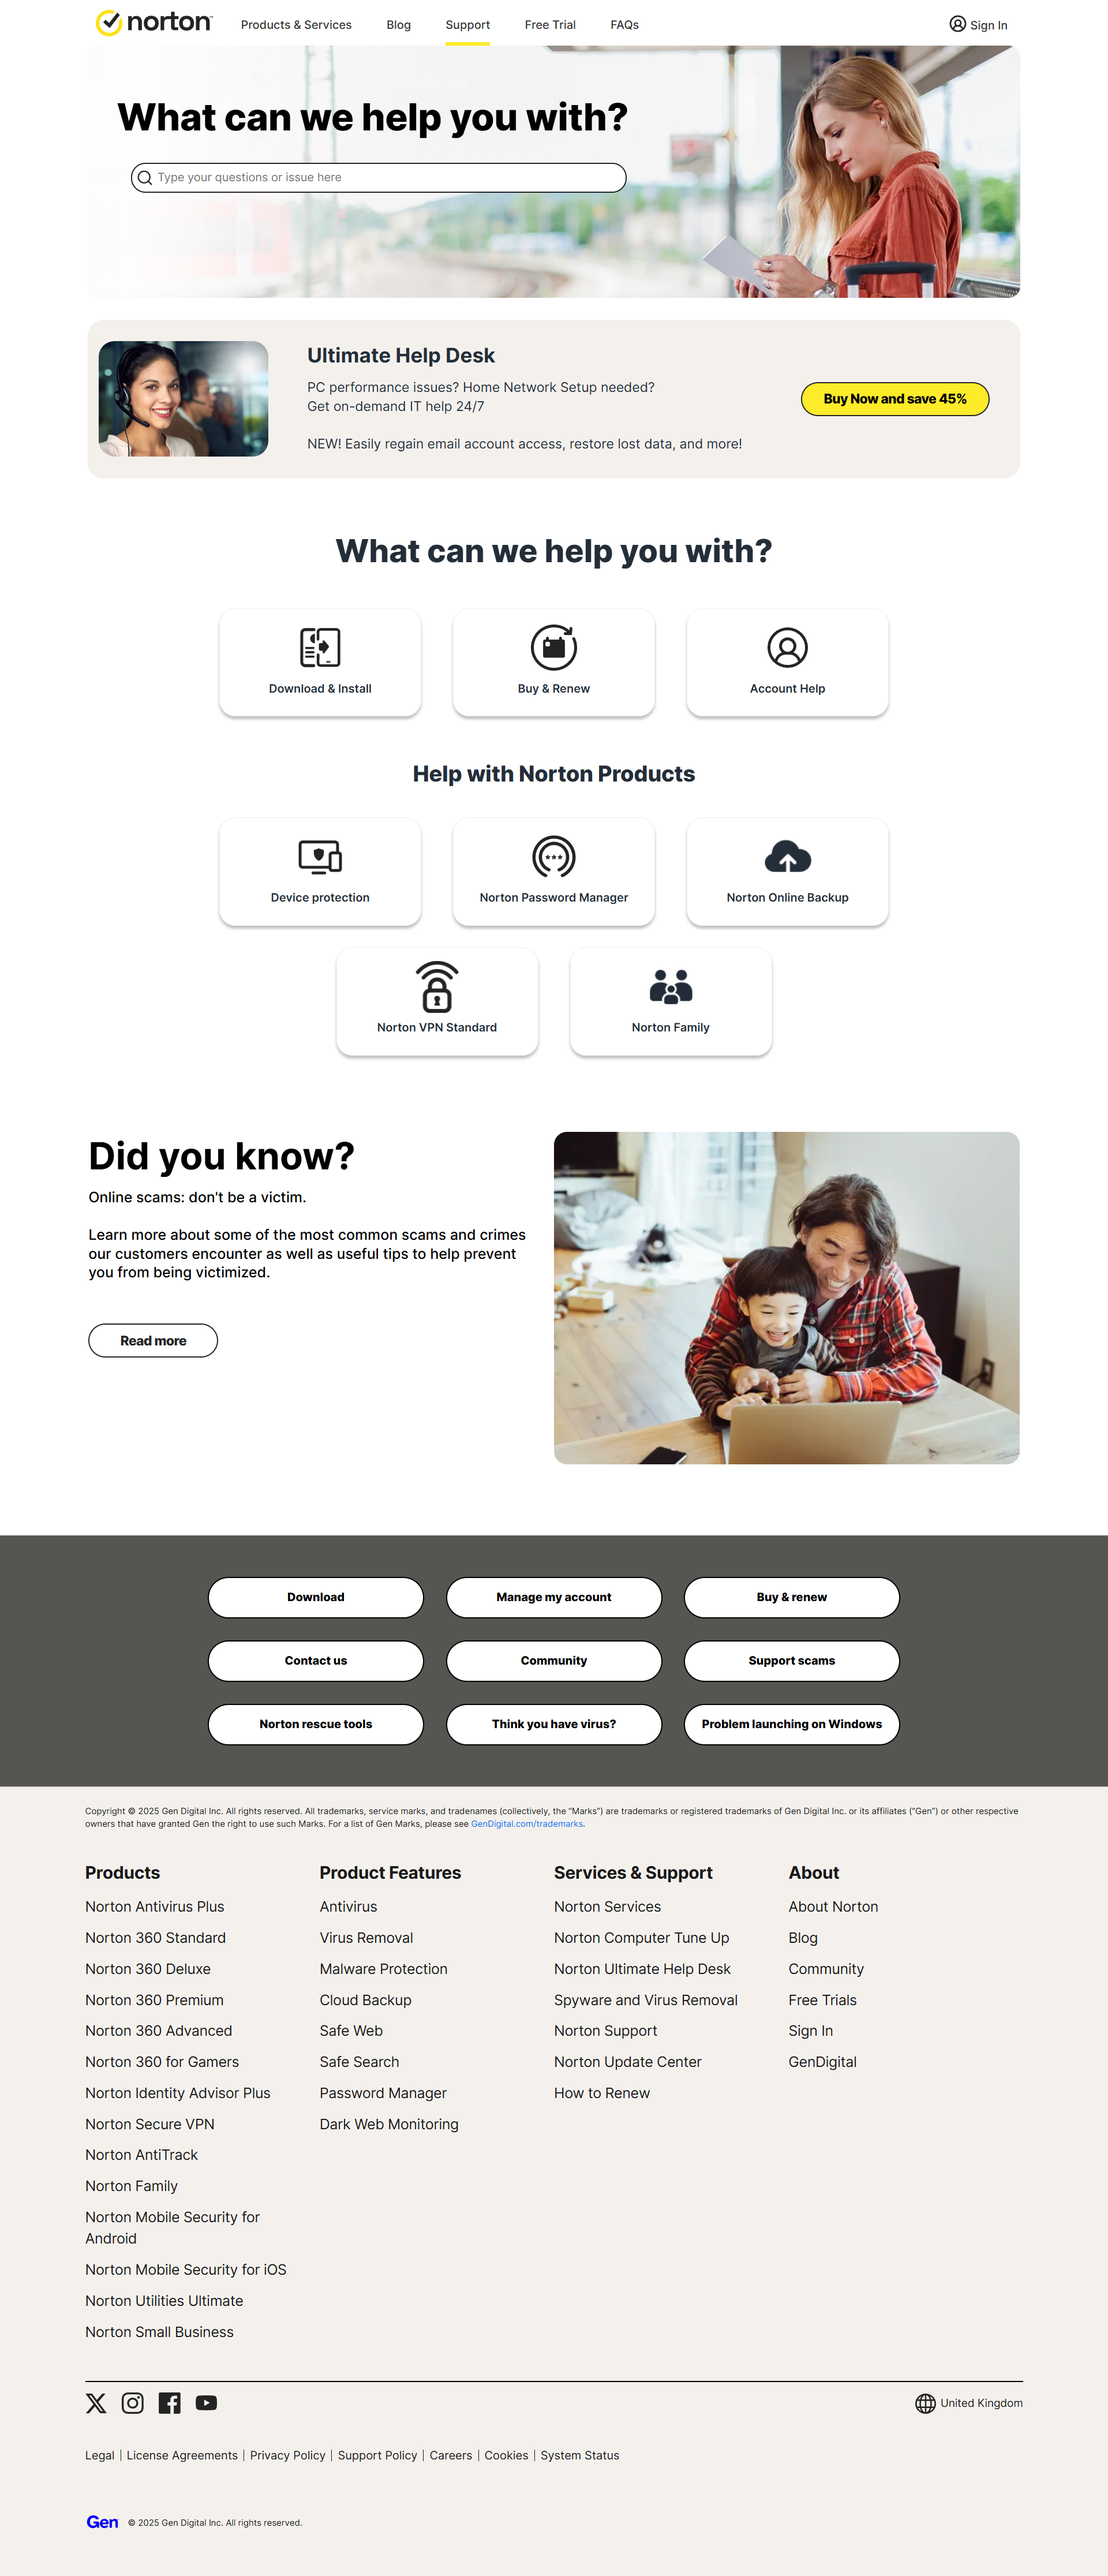 norton
Products & Services
Blog
Support
Free Trial
FAQs
Sign In
What can we help you with?
Type your questions or issue here
Ultimate Help Desk
PC performance issues? Home Network Setup needed?
Get on-demand IT help 24/7
NEW! Easily regain email account access, restore lost data, and more!
Buy Now and save 45%
What can we help you with?
Download & Install
Buy & Renew
Account Help
Help with Norton Products
Device protection
Norton Password Manager
Norton Online Backup
Norton VPN Standard
Norton Family
Did you know?
Online scams: don't be a victim.
Learn more about some of the most common scams and crimes
our customers encounter as well as useful tips to help prevent
you from being victimized.
Read more
Download
Manage my account
Buy & renew
Contact us
Community
Support scams
Norton rescue tools
Think you have virus?
Problem launching on Windows
Copyright © 2025 Gen Digital Inc. All rights reserved. All trademarks, service marks, and tradenames (collectively, the “Marks”) are trademarks or registered trademarks of Gen Digital Inc. or its affiliates (“Gen”) or other respective
owners that have granted Gen the right to use such Marks. For a list of Gen Marks, please see GenDigital.com/trademarks.
Products
Norton Antivirus Plus
Norton 360 Standard
Norton 360 Deluxe
Norton 360 Premium
Norton 360 Advanced
Norton 360 for Gamers
Norton Identity Advisor Plus
Norton Secure VPN
Norton AntiTrack
Norton Family
Norton Mobile Security for
Android
Norton Mobile Security for iOS
Norton Utilities Ultimate
Norton Small Business
Product Features
Antivirus
Virus Removal
Malware Protection
Cloud Backup
Safe Web
Safe Search
Password Manager
Dark Web Monitoring
Services & Support
Norton Services
Norton Computer Tune Up
Norton Ultimate Help Desk
Spyware and Virus Removal
Norton Support
Norton Update Center
How to Renew
About
About Norton
Blog
Community
Free Trials
Sign In
GenDigital
United Kingdom
Legal | License Agreements | Privacy Policy | Support Policy | Careers | Cookies | System Status
Gen © 2025 Gen Digital Inc. All rights reserved.